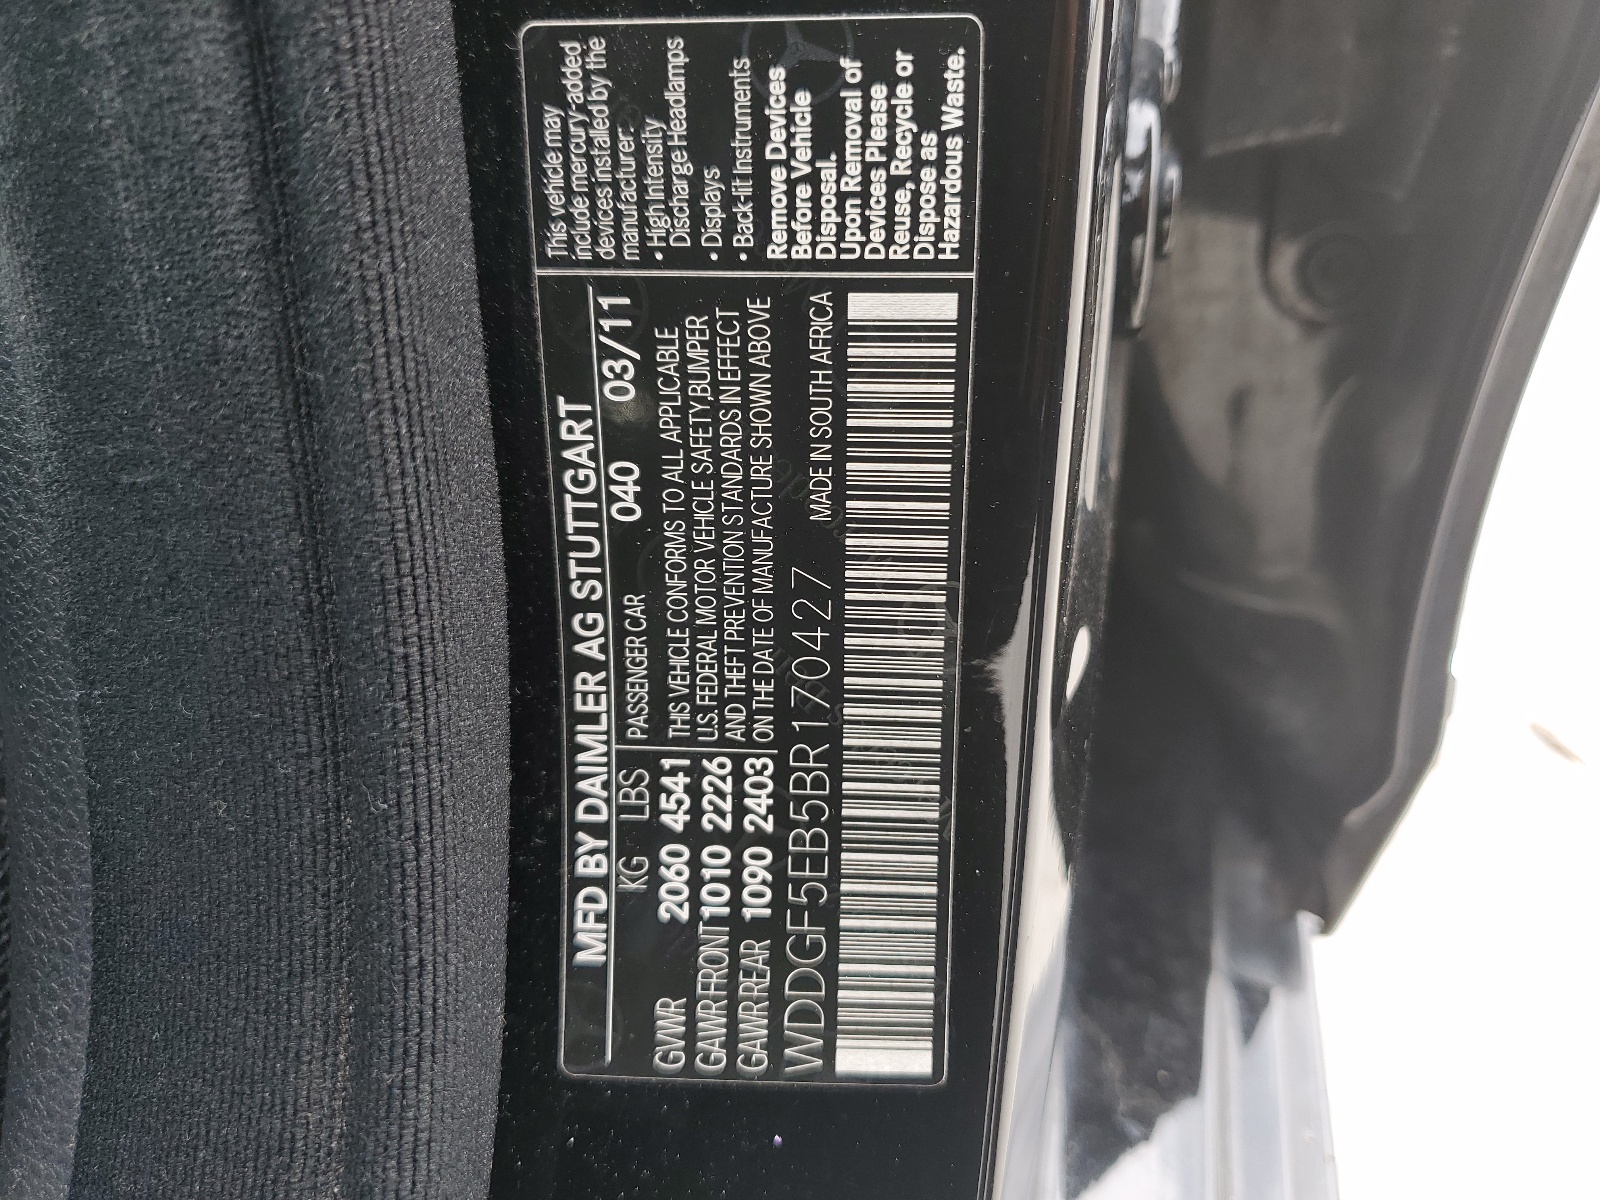 MFD BY DAIMLER AG STUTTGART
KG LBS PASSENGER CAR 040 03/11
GVWR 2060 4541 THIS VEHICLE CONFORMS TO ALL APPLICABLE
GAWR FRONT 1010 2226 U.S. FEDERAL MOTOR VEHICLE SAFETY,BUMPER
GAWR REAR 1090 2403 AND THEFT PREVENTION STANDARDS IN EFFECT
ON THE DATE OF MANUFACTURE SHOWN ABOVE
WDDGF5EB5BR170427 MADE IN SOUTH AFRICA
This vehicle may
include mercury-added
devices installed by the
manufacturer:
• High Intensity
Discharge Headlamps
• Displays
• Back-lit Instruments
Remove Devices
Before Vehicle
Disposal.
Upon Removal of
Devices Please
Reuse, Recycle or
Dispose as
Hazardous Waste.